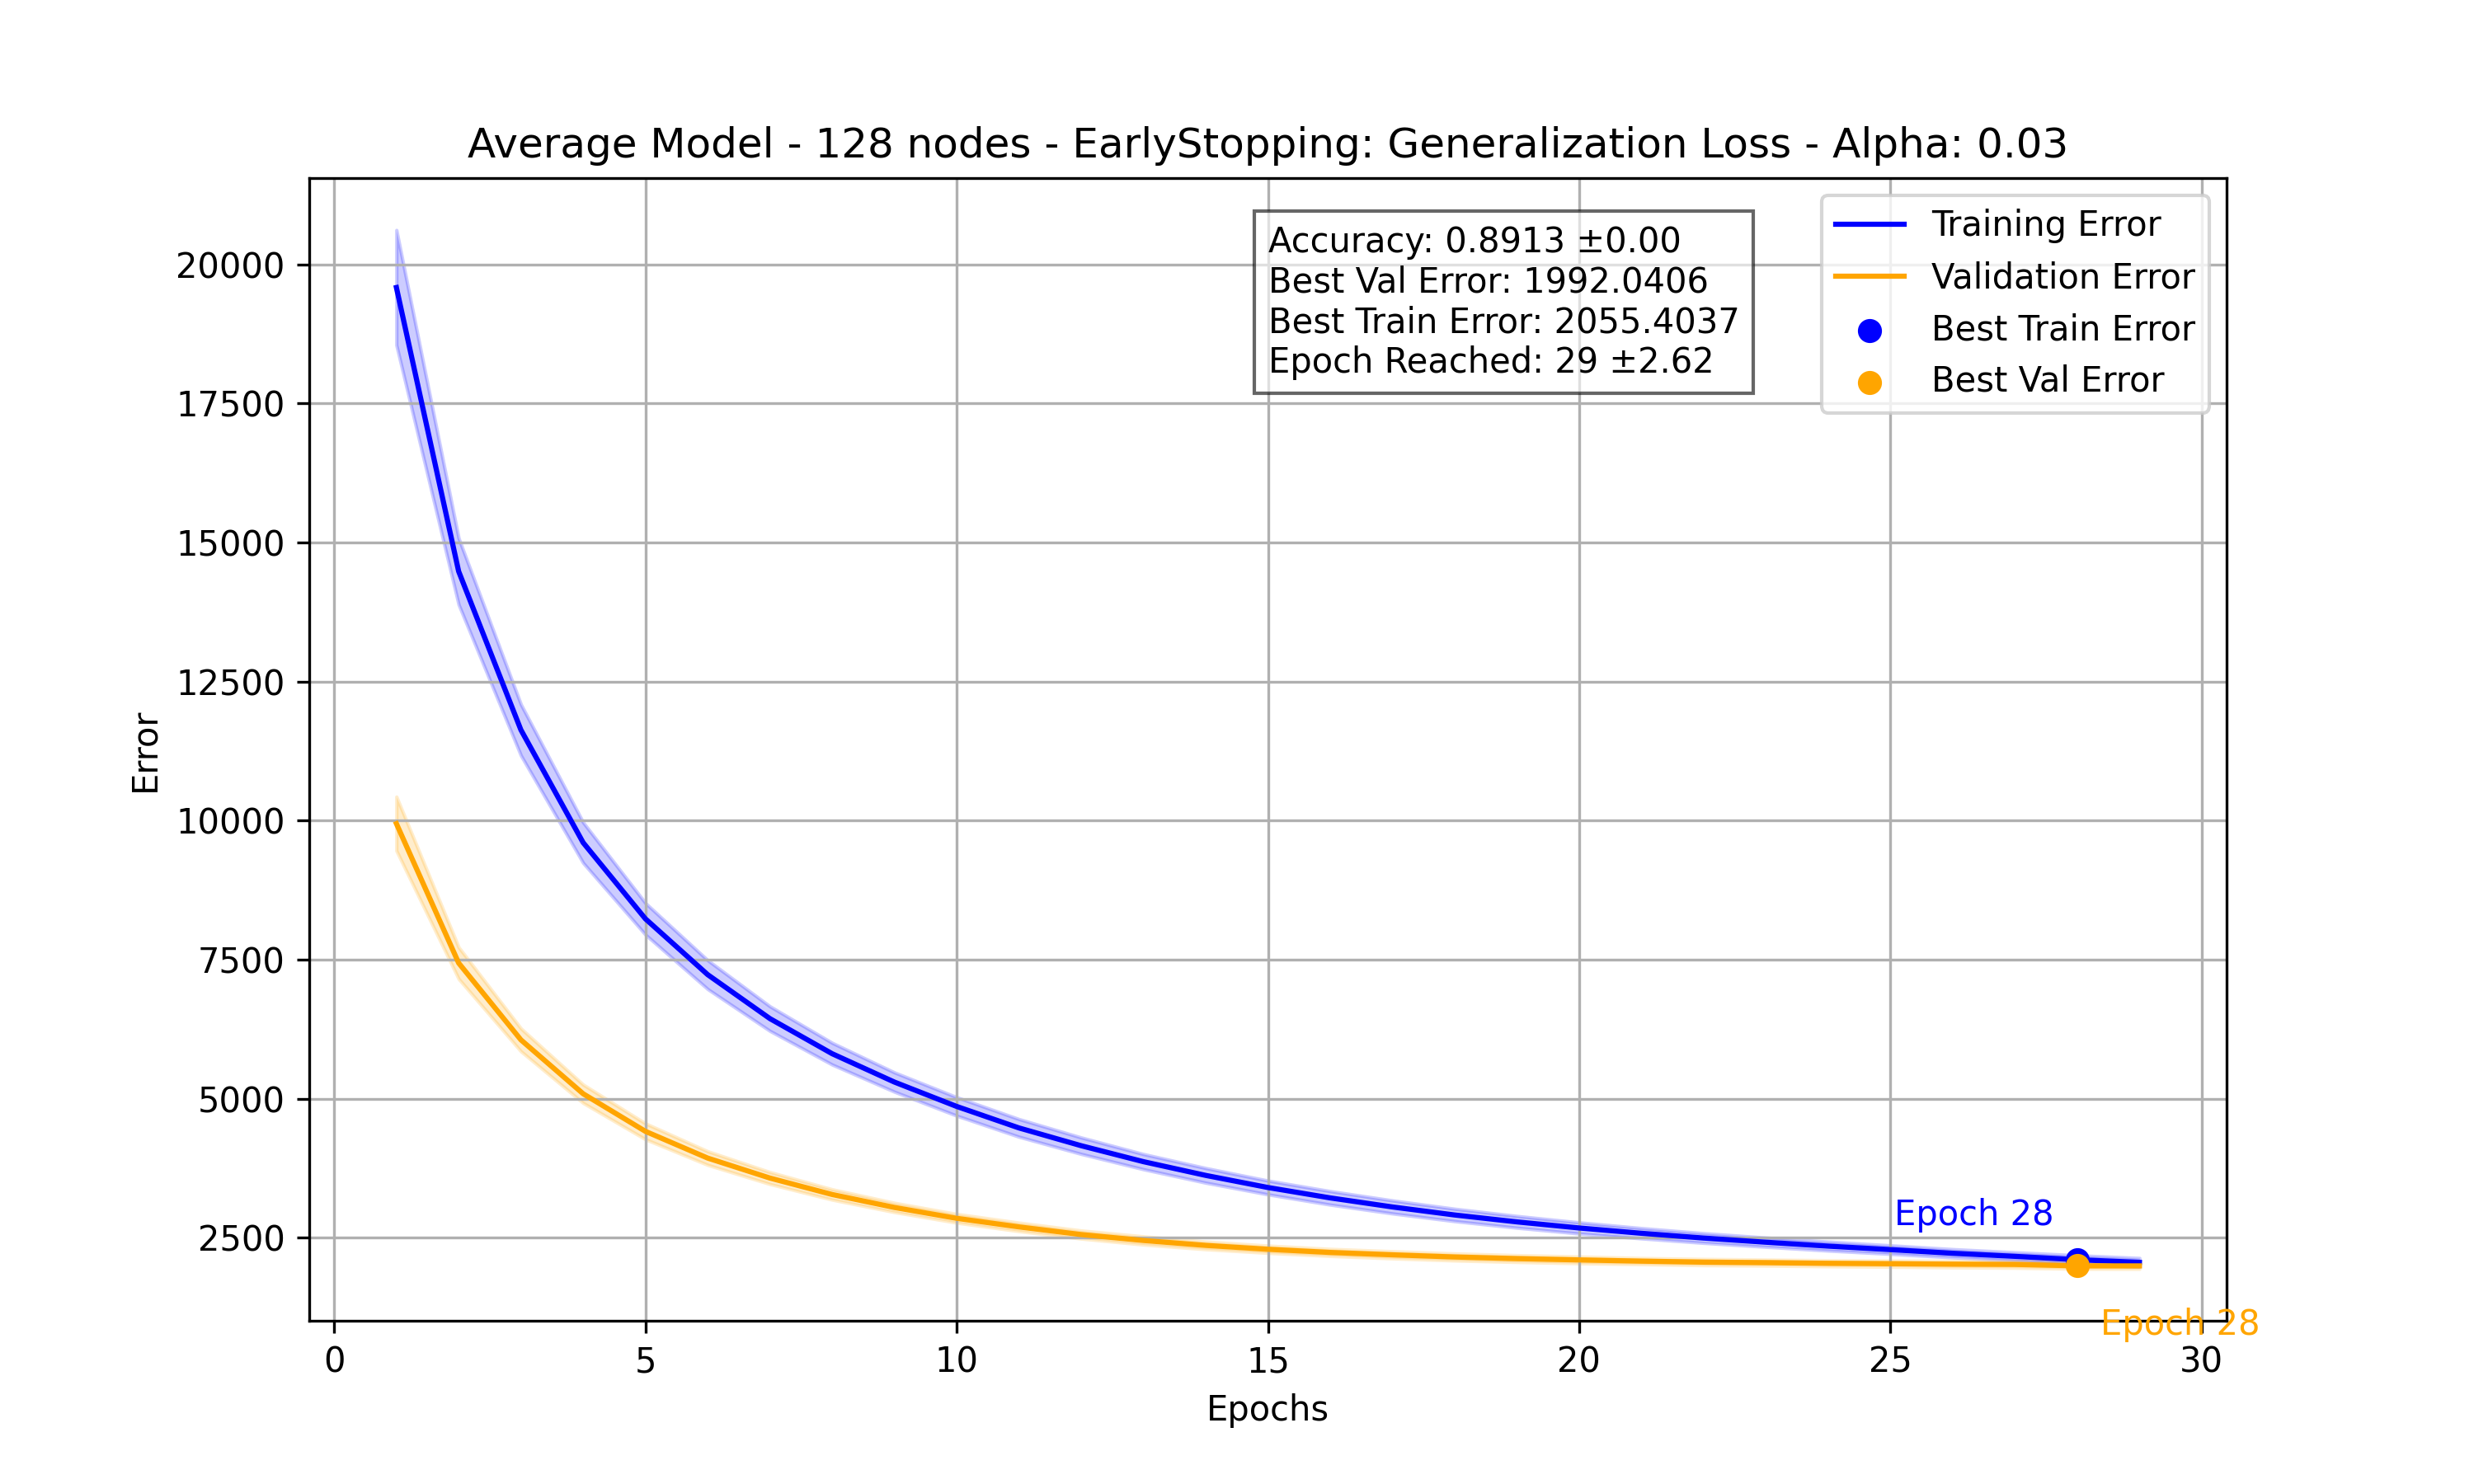 Average Model - 128 nodes - EarlyStopping: Generalization Loss - Alpha: 0.03
Accuracy: 0.8913 ±0.00
Best Val Error: 1992.0406
Best Train Error: 2055.4037
Epoch Reached: 29 ±2.62
Training Error
Validation Error
Best Train Error
Best Val Error
Error
20000
17500
15000
12500
10000
7500
5000
2500
Epoch 28
Epoch 28
0 5 10 15 20 25 30
Epochs